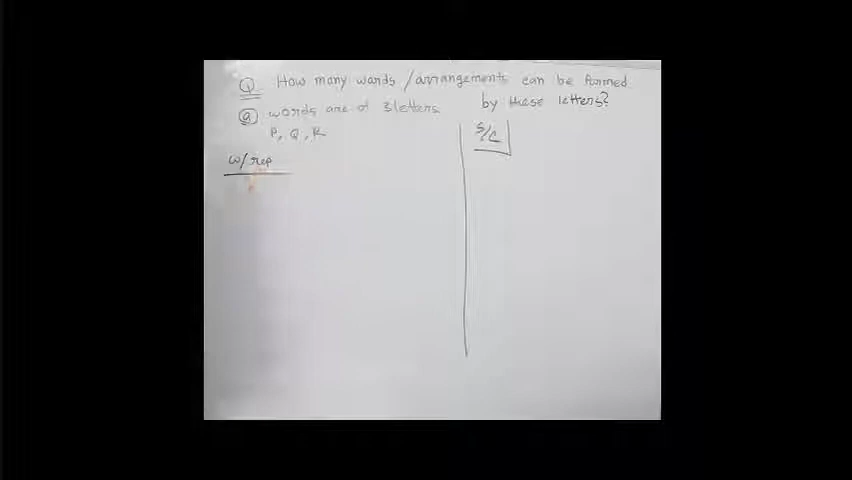 Q How many words /arrangements can be formed
by these letters?
a words are of 3 letters
P, Q, R
w/ rep
S/C